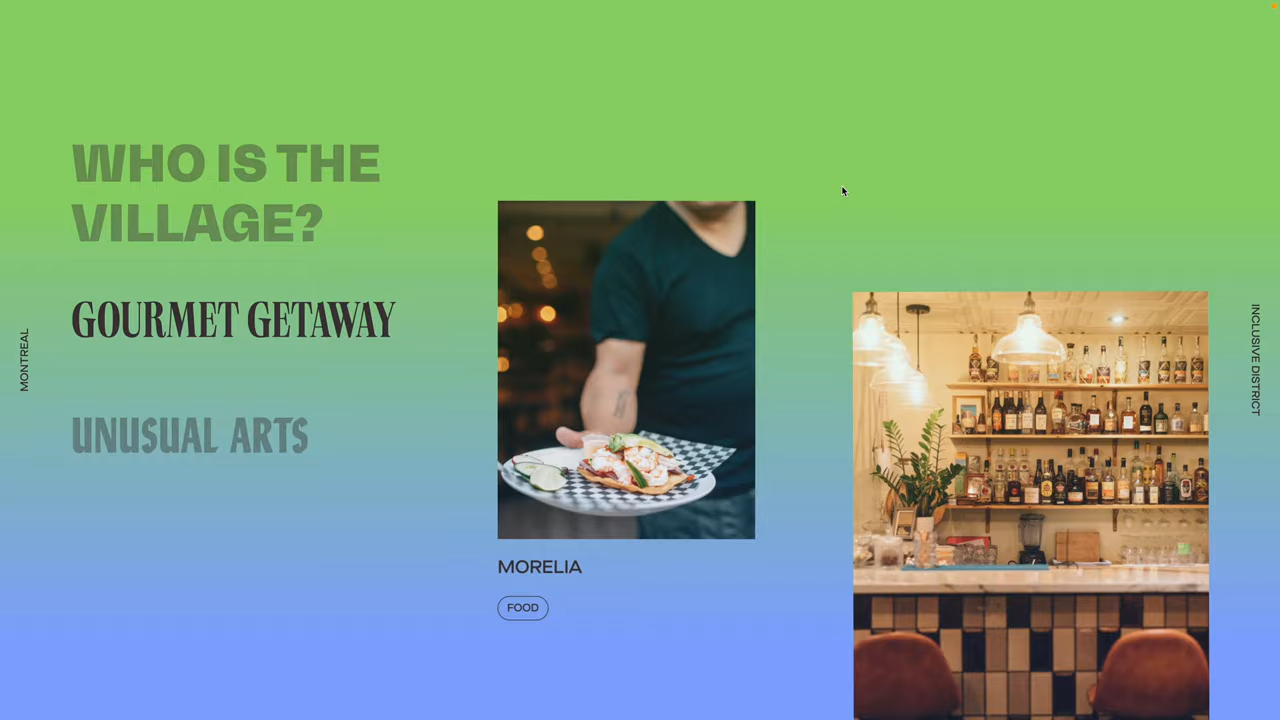 WHO IS THE
VILLAGE?
GOURMET GETAWAY
UNUSUAL ARTS
MONTREAL
MORELIA
FOOD
INCLUSIVE DISTRICT